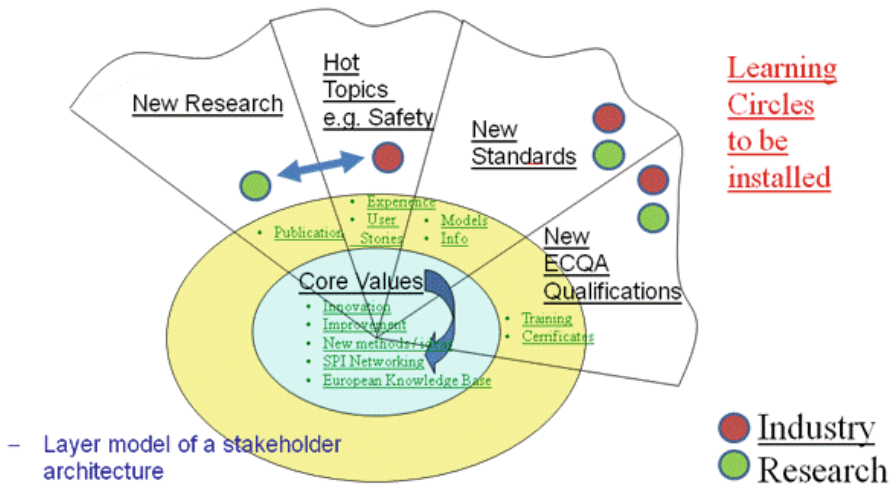 New Research
Hot
Topics
e.g. Safety
New
Standards
Learning
Circles
to be
installed
• Publication
• Experience
• User
Stories
• Models
• Info
New
ECQA
Qualifications
• Training
• Cernificates
Core Values
• Innovation
• Improvement
• New methods / ideas
• SPI Networking
• European Knowledge Base
– Layer model of a stakeholder
architecture
Industry
Research